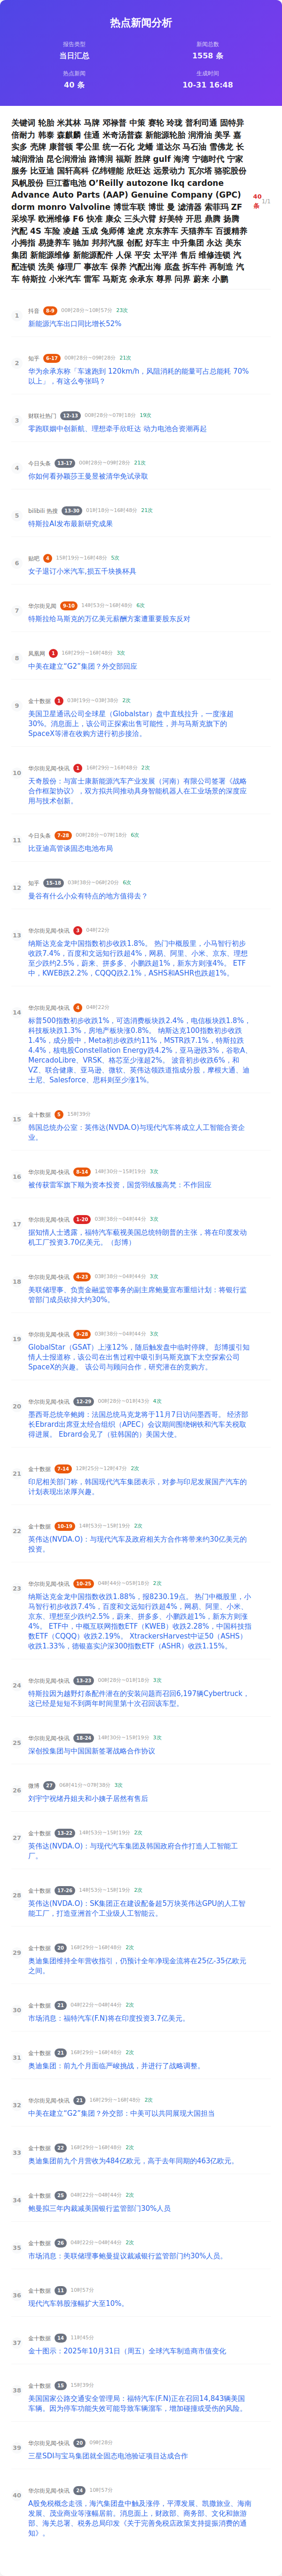 热点新闻分析
报告类型
新闻总数
当日汇总
1558 条
热点新闻
生成时间
40 条
10-31 16:48
关键词 轮胎 米其林 马牌 邓禄普 中策 赛轮 玲珑 普利司通 固特异
倍耐力 韩泰 森麒麟 佳通 米奇汤普森 新能源轮胎 润滑油 美孚 嘉
实多 壳牌 康普顿 零公里 统一石化 龙蟠 道达尔 马石油 雪佛龙 长
城润滑油 昆仑润滑油 路博润 福斯 胜牌 gulf 海湾 宁德时代 宁家
服务 比亚迪 国轩高科 亿纬锂能 欣旺达 远景动力 瓦尔塔 骆驼股份
风帆股份 巨江蓄电池 O'Reilly autozone lkq cardone
Advance Auto Parts (AAP) Genuine Company (GPC)
dorm monro Valvoline 博世车联 博世 曼 滤清器 索菲玛 ZF
采埃孚 欧洲维修 F6 快准 康众 三头六臂 好美特 开思 鼎腾 扬腾
汽配 4S 车险 凌越 玉成 兔师傅 途虎 京东养车 天猫养车 百援精养
小拇指 易捷养车 驰加 邦邦汽服 创配 好车主 中升集团 永达 美东
集团 新能源维修 新能源配件 人保 平安 太平洋 售后 维修连锁 汽
配连锁 洗美 修理厂 事故车 保养 汽配出海 底盘 拆车件 再制造 汽
车 特斯拉 小米汽车 雷军 马斯克 余承东 尊界 问界 蔚来 小鹏
40
条
1/1
1
抖音 8-9 00时28分~10时57分 23次
新能源汽车出口同比增长52%
2
知乎 6-17 00时28分~09时28分 21次
华为余承东称「车速跑到 120km/h，风阻消耗的能量可占总能耗 70%
以上」，有这么夸张吗？
3
财联社热门 12-13 00时28分~07时18分 19次
零跑联姻中创新航、理想牵手欣旺达 动力电池合资潮再起
4
今日头条 13-17 00时28分~09时28分 21次
你如何看孙颖莎王曼昱被清华免试录取
5
bilibili 热搜 13-30 01时18分~16时48分 21次
特斯拉AI发布最新研究成果
6
贴吧 4 15时19分~16时48分 5次
女子退订小米汽车,损五千块换杯具
7
华尔街见闻 9-10 14时53分~16时48分 6次
特斯拉给马斯克的万亿美元薪酬方案遭重要股东反对
8
凤凰网 1 16时29分~16时48分 3次
中美在建立“G2”集团？外交部回应
9
金十数据 1 03时19分~03时38分 2次
美国卫星通讯公司全球星（Globalstar）盘中直线拉升，一度涨超
30%。消息面上，该公司正探索出售可能性，并与马斯克旗下的
SpaceX等潜在收购方进行初步接洽。
10
华尔街见闻-快讯 1 16时29分~16时48分 2次
天奇股份：与富士康新能源汽车产业发展（河南）有限公司签署《战略
合作框架协议》，双方拟共同推动具身智能机器人在工业场景的深度应
用与技术创新。
11
今日头条 7-28 00时28分~07时18分 6次
比亚迪高管谈固态电池布局
12
知乎 15-18 03时38分~06时20分 6次
曼谷有什么小众有特点的地方值得去？
13
华尔街见闻-快讯 3 04时22分
纳斯达克金龙中国指数初步收跌1.8%。 热门中概股里，小马智行初步
收跌7.4%，百度和文远知行跌超4%，网易、阿里、小米、京东、理想
至少跌约2.5%，蔚来、拼多多、小鹏跌超1%，新东方则涨4%。 ETF
中，KWEB跌2.2%，CQQQ跌2.1%，ASHS和ASHR也跌超1%。
14
华尔街见闻-快讯 4 04时22分
标普500指数初步收跌1%，可选消费板块跌2.4%，电信板块跌1.8%，
科技板块跌1.3%，房地产板块涨0.8%。 纳斯达克100指数初步收跌
1.4%，成分股中，Meta初步收跌约11%，MSTR跌7.1%，特斯拉跌
4.4%，核电股Constellation Energy跌4.2%，亚马逊跌3%，谷歌A、
MercadoLibre、VRSK、格芯至少涨超2%。 波音初步收跌6%，和
VZ、联合健康、亚马逊、微软、英伟达领跌道指成分股，摩根大通、迪
士尼、Salesforce、思科则至少涨1%。
15
金十数据 5 15时39分
韩国总统办公室：英伟达(NVDA.O)与现代汽车将成立人工智能合资企
业。
16
华尔街见闻-快讯 8-14 14时30分~15时19分 3次
被传获雷军旗下顺为资本投资，国货羽绒服高梵：不作回应
17
华尔街见闻-快讯 1-20 03时38分~04时44分 3次
据知情人士透露，福特汽车藐视美国总统特朗普的主张，将在印度发动
机工厂投资3.70亿美元。（彭博）
18
华尔街见闻-快讯 4-23 03时38分~04时44分 3次
美联储理事、负责金融监管事务的副主席鲍曼宣布重组计划：将银行监
管部门成员砍掉大约30%。
19
华尔街见闻-快讯 9-28 03时38分~04时44分 3次
GlobalStar（GSAT）上涨12%，随后触发盘中临时停牌。 彭博援引知
情人士报道称，该公司在出售过程中吸引到马斯克旗下太空探索公司
SpaceX的兴趣。 该公司与顾问合作，研究潜在的竞购方。
20
华尔街见闻-快讯 12-29 00时28分~01时43分 4次
墨西哥总统辛鲍姆：法国总统马克龙将于11月7日访问墨西哥。 经济部
长Ebrard出席亚太经合组织（APEC）会议期间围绕钢铁和汽车关税取
得进展。 Ebrard会见了（驻韩国的）美国大使。
21
金十数据 7-14 12时25分~12时47分 2次
印尼相关部门称，韩国现代汽车集团表示，对参与印尼发展国产汽车的
计划表现出浓厚兴趣。
22
金十数据 10-19 14时53分~15时19分 2次
英伟达(NVDA.O)：与现代汽车及政府相关方合作将带来约30亿美元的
投资。
23
华尔街见闻-快讯 10-25 04时44分~05时18分 2次
纳斯达克金龙中国指数收跌1.88%，报8230.19点。 热门中概股里，小
马智行初步收跌7.4%，百度和文远知行跌超4%，网易、阿里、小米、
京东、理想至少跌约2.5%，蔚来、拼多多、小鹏跌超1%，新东方则涨
4%。 ETF中，中概互联网指数ETF（KWEB）收跌2.28%，中国科技指
数ETF（CQQQ）收跌2.19%。 XtrackersHarvest中证50（ASHS）
收跌1.33%，德银嘉实沪深300指数ETF（ASHR）收跌1.15%。
24
华尔街见闻-快讯 13-23 00时28分~01时18分 3次
特斯拉因为越野灯条配件潜在的安装问题而召回6,197辆Cybertruck，
这已经是短短不到两年时间里第十次召回该车型。
25
华尔街见闻-快讯 18-24 14时30分~15时19分 3次
深创投集团与中国国新签署战略合作协议
26
微博 27 06时41分~07时38分 3次
刘宇宁祝绪丹姐夫和小姨子居然有售后
27
金十数据 13-22 14时53分~15时19分 2次
英伟达(NVDA.O)：与现代汽车集团及韩国政府合作打造人工智能工
厂。
28
金十数据 17-26 14时53分~15时19分 2次
英伟达(NVDA.O)：SK集团正在建设配备超5万块英伟达GPU的人工智
能工厂，打造亚洲首个工业级人工智能云。
29
金十数据 20 16时29分~16时48分 2次
奥迪集团维持全年营收指引，仍预计全年净现金流将在25亿-35亿欧元
之间。
30
金十数据 21 04时22分~04时44分 2次
市场消息：福特汽车(F.N)将在印度投资3.7亿美元。
31
金十数据 21 16时29分~16时48分 2次
奥迪集团：前九个月面临严峻挑战，并进行了战略调整。
32
华尔街见闻-快讯 21 16时29分~16时48分 2次
中美在建立“G2”集团？外交部：中美可以共同展现大国担当
33
金十数据 22 16时29分~16时48分 2次
奥迪集团前九个月营收为484亿欧元，高于去年同期的463亿欧元。
34
金十数据 25 04时22分~04时44分 2次
鲍曼拟三年内裁减美国银行监管部门30%人员
35
金十数据 26 04时22分~04时44分 2次
市场消息：美联储理事鲍曼提议裁减银行监管部门约30%人员。
36
金十数据 11 10时57分
现代汽车韩股涨幅扩大至10%。
37
金十数据 14 11时45分
金十图示：2025年10月31日（周五）全球汽车制造商市值变化
38
金十数据 15 15时39分
美国国家公路交通安全管理局：福特汽车(F.N)正在召回14,843辆美国
车辆。因为停车功能失效可能导致车辆溜车，增加碰撞或受伤的风险。
39
华尔街见闻-快讯 20 09时28分
三星SDI与宝马集团就全固态电池验证项目达成合作
40
华尔街见闻-快讯 24 10时57分
A股免税概念走强，海汽集团盘中触及涨停，平潭发展、凯撒旅业、海南
发展、茂业商业等涨幅居前。消息面上，财政部、商务部、文化和旅游
部、海关总署、税务总局印发《关于完善免税店政策支持提振消费的通
知》。